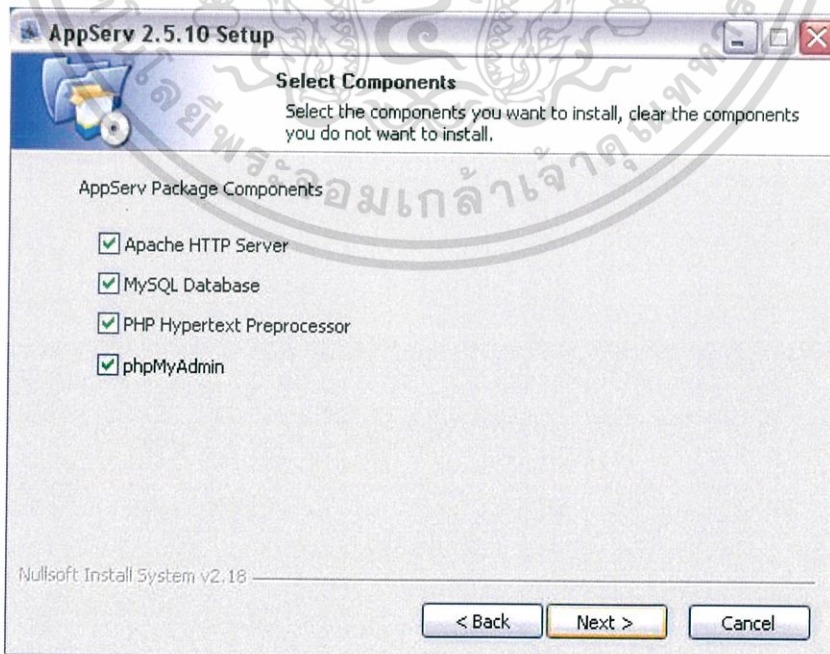 AppServ 2.5.10 Setup
Select Components
Select the components you want to install, clear the components
you do not want to install.
AppServ Package Components
Apache HTTP Server
MySQL Database
PHP Hypertext Preprocessor
phpMyAdmin
Nullsoft Install System v2.18
< Back
Next >
Cancel